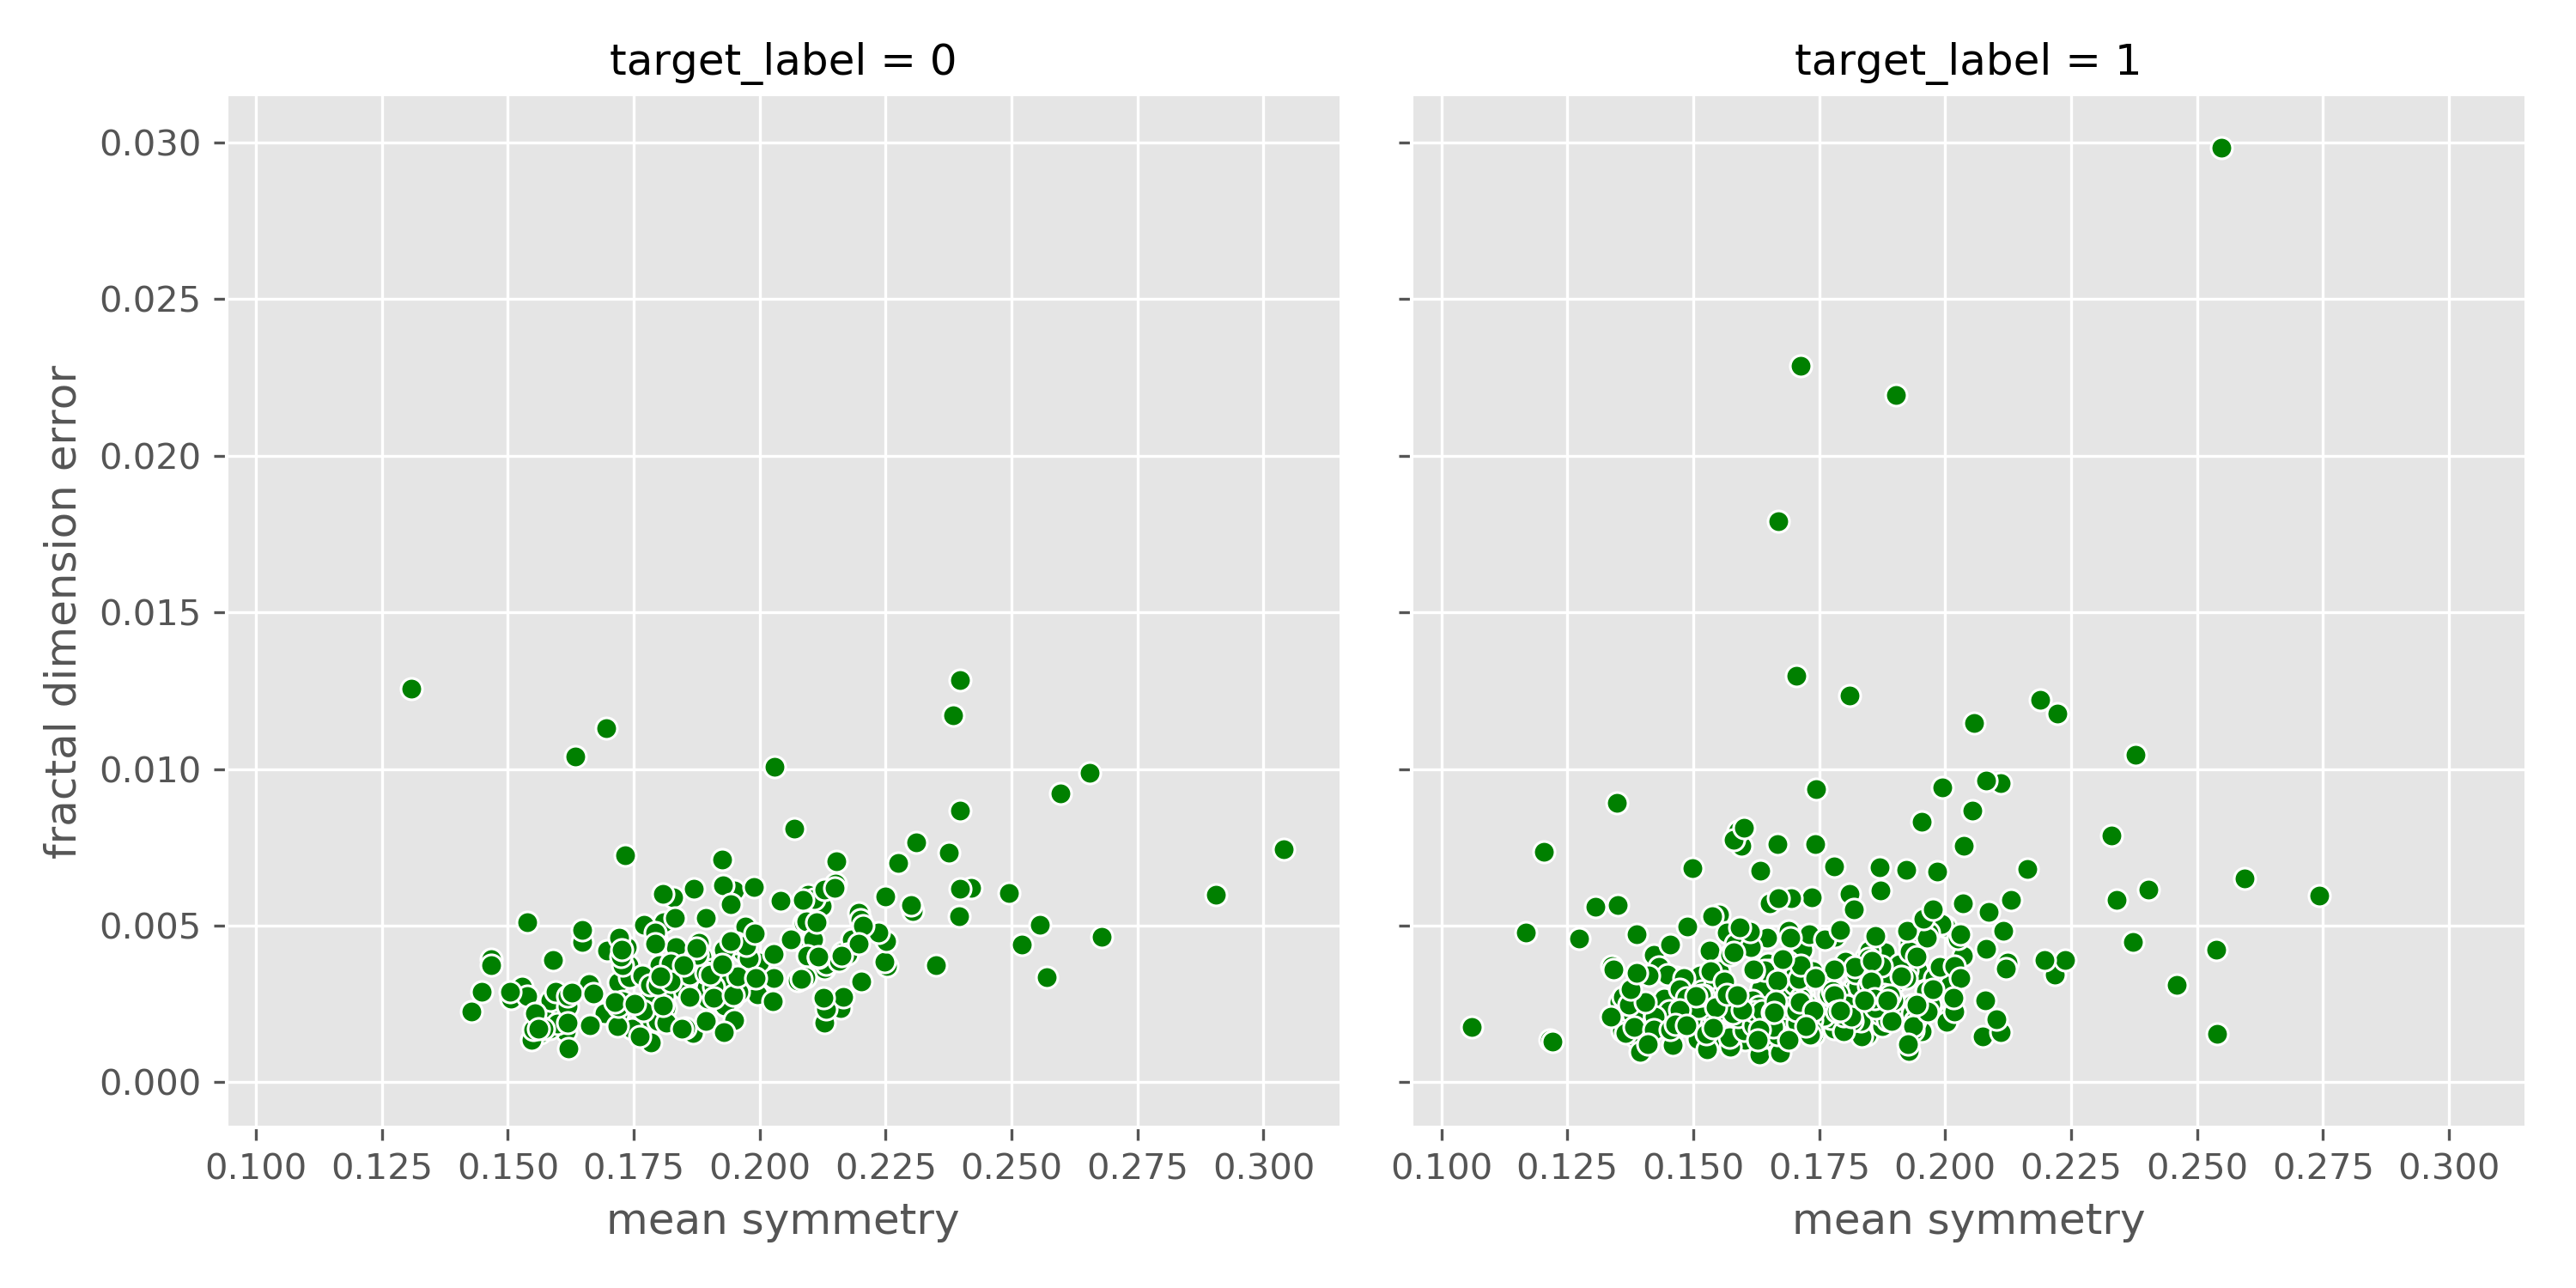 target_label = 0
target_label = 1
fractal dimension error
0.030
0.025
0.020
0.015
0.010
0.005
0.000
0.100 0.125 0.150 0.175 0.200 0.225 0.250 0.275 0.300
0.100 0.125 0.150 0.175 0.200 0.225 0.250 0.275 0.300
mean symmetry
mean symmetry